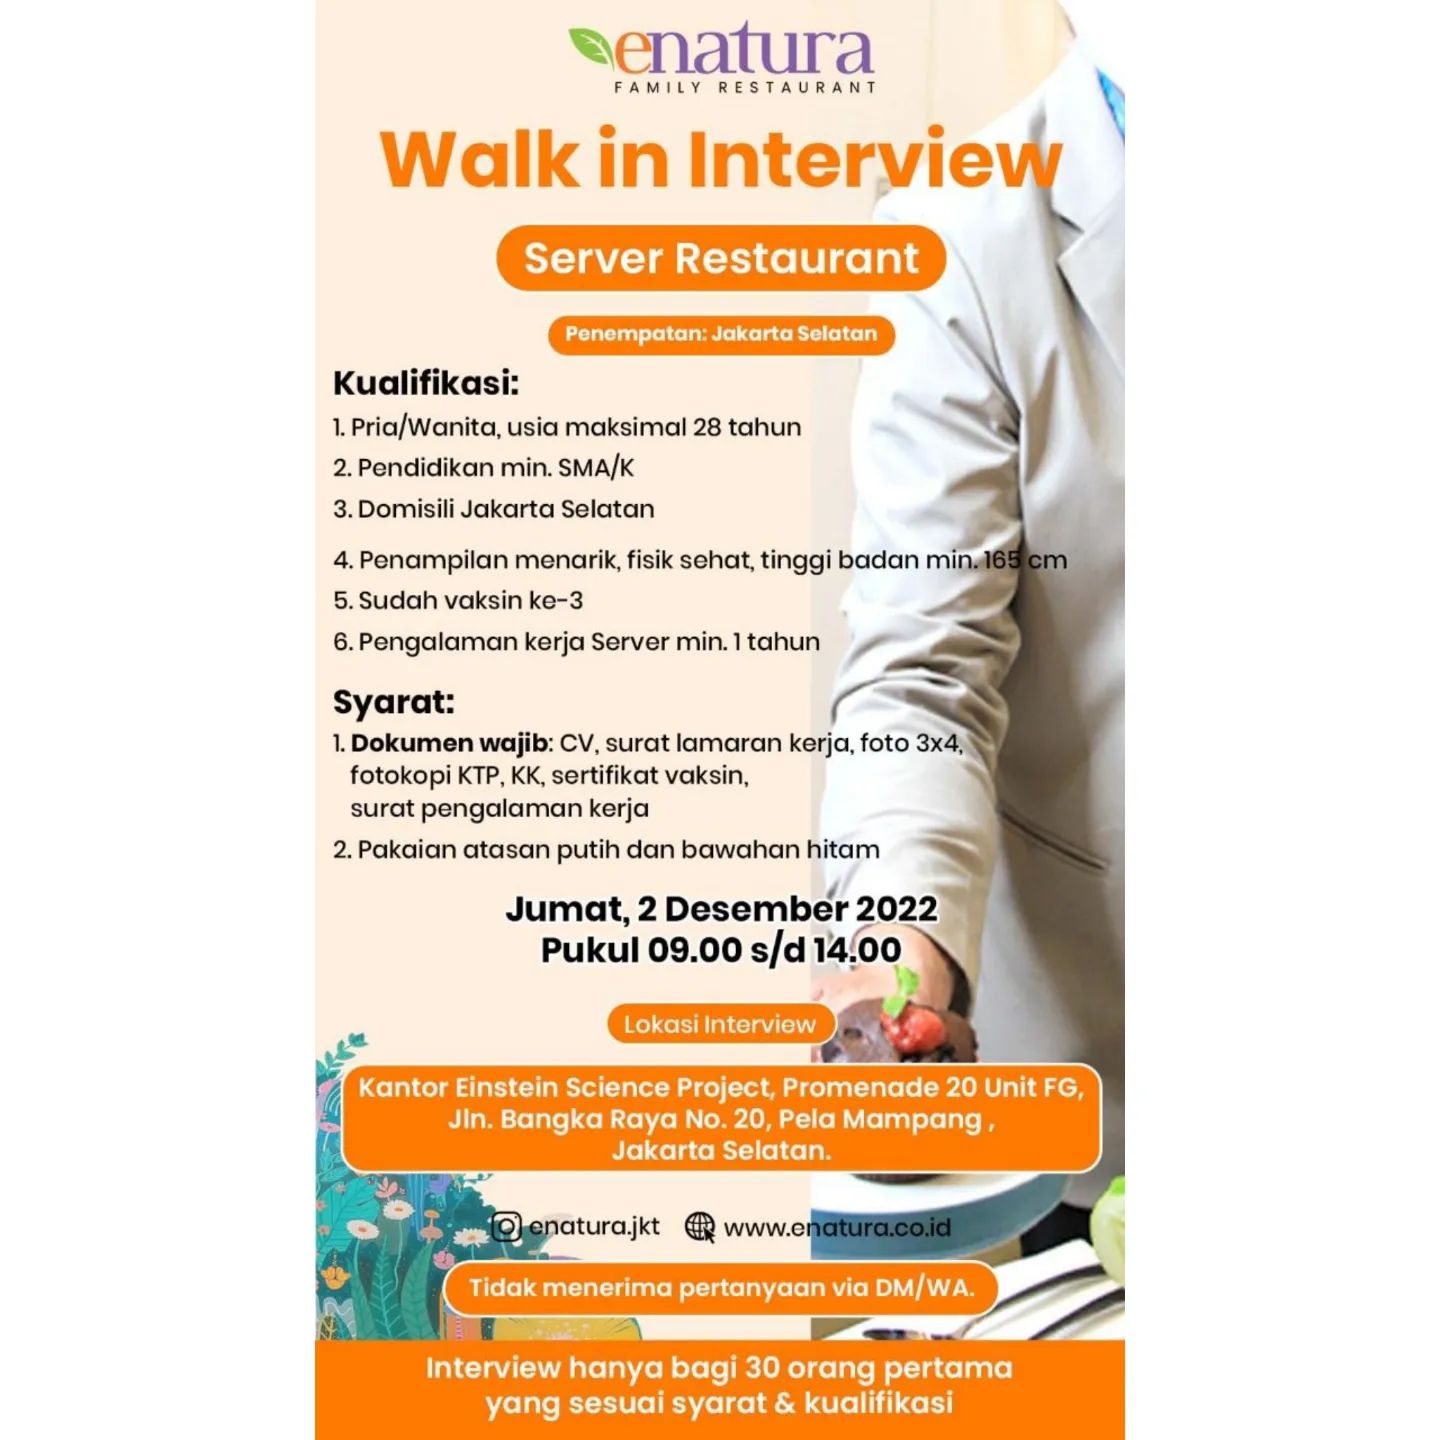 enatura
FAMILY RESTAURANT
Walk in Interview
Server Restaurant
Penempatan: Jakarta Selatan
Kualifikasi:
1. Pria/Wanita, usia maksimal 28 tahun
2. Pendidikan min. SMA/K
3. Domisili Jakarta Selatan
4. Penampilan menarik, fisik sehat, tinggi badan min. 165 cm
5. Sudah vaksin ke-3
6. Pengalaman kerja Server min. 1 tahun
Syarat:
1. Dokumen wajib: CV, surat lamaran kerja, foto 3x4,
fotokopi KTP, KK, sertifikat vaksin,
surat pengalaman kerja
2. Pakaian atasan putih dan bawahan hitam
Jumat, 2 Desember 2022
Pukul 09.00 s/d 14.00
Lokasi Interview
Kantor Einstein Science Project, Promenade 20 Unit FG,
Jln. Bangka Raya No. 20, Pela Mampang ,
Jakarta Selatan.
enatura.jkt www.enatura.co.id
Tidak menerima pertanyaan via DM/WA.
Interview hanya bagi 30 orang pertama
yang sesuai syarat & kualifikasi